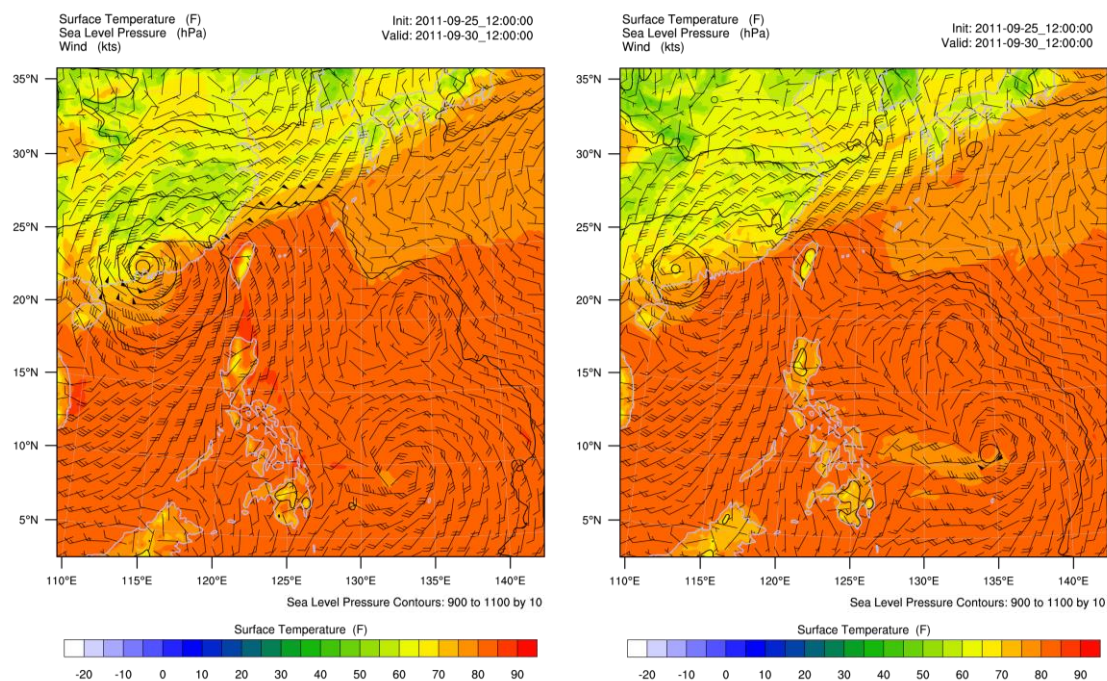 Surface Temperature (F)
Sea Level Pressure (hPa)
Wind (kts)
Init: 2011-09-25_12:00:00
Valid: 2011-09-30_12:00:00
35°N
30°N
25°N
20°N
15°N
10°N
5°N
110°E 115°E 120°E 125°E 130°E 135°E 140°E
Sea Level Pressure Contours: 900 to 1100 by 10
Surface Temperature (F)
-20 -10 0 10 20 30 40 50 60 70 80 90
Surface Temperature (F)
Sea Level Pressure (hPa)
Wind (kts)
Init: 2011-09-25_12:00:00
Valid: 2011-09-30_12:00:00
35°N
30°N
25°N
20°N
15°N
10°N
5°N
110°E 115°E 120°E 125°E 130°E 135°E 140°E
Sea Level Pressure Contours: 900 to 1100 by 10
Surface Temperature (F)
-20 -10 0 10 20 30 40 50 60 70 80 90